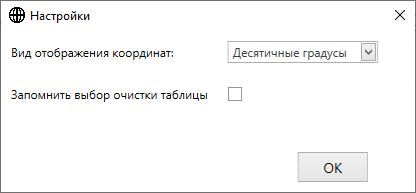 Настройки
Вид отображения координат: Десятичные градусы
Запомнить выбор очистки таблицы
OK